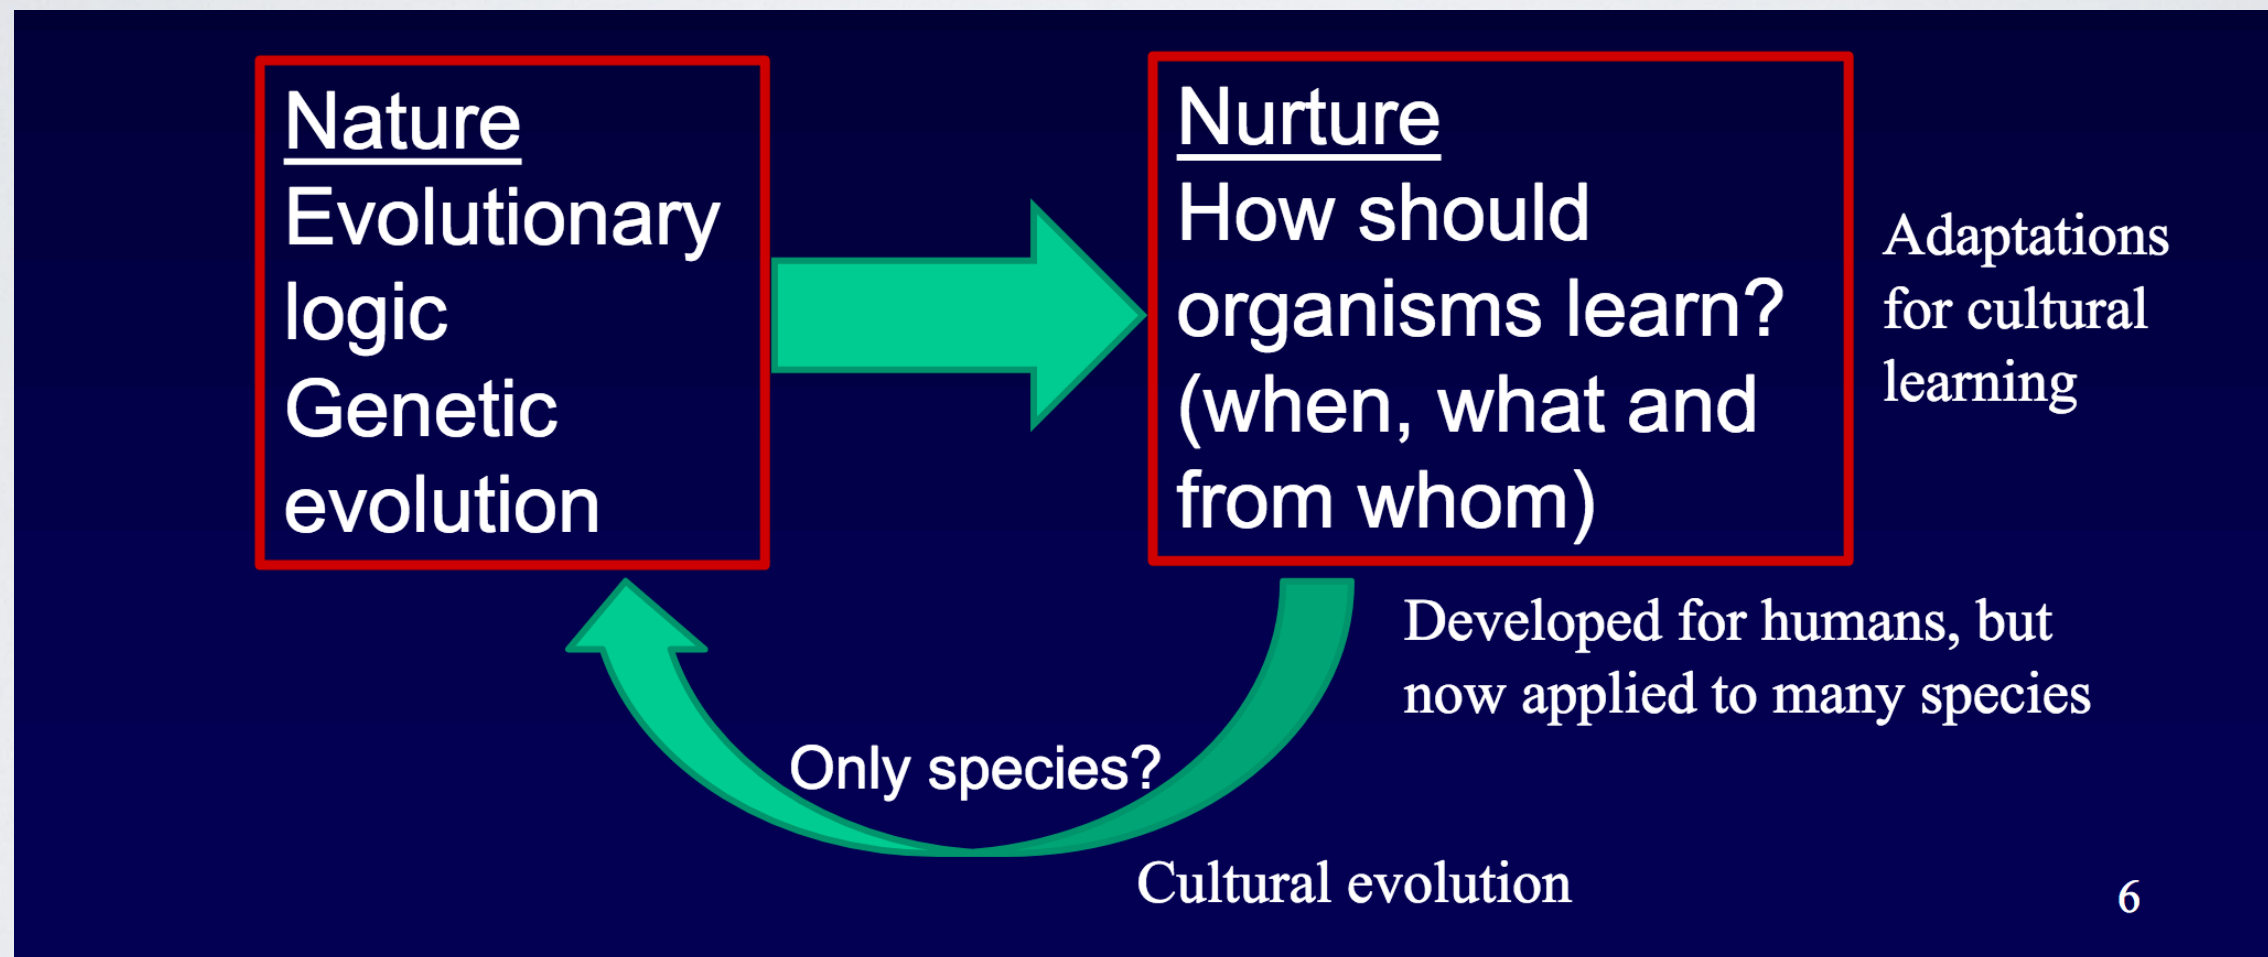 Nature
Evolutionary
logic
Genetic
evolution
Nurture
How should
organisms learn?
(when, what and
from whom)
Adaptations
for cultural
learning
Developed for humans, but
now applied to many species
Only species?
Cultural evolution
6